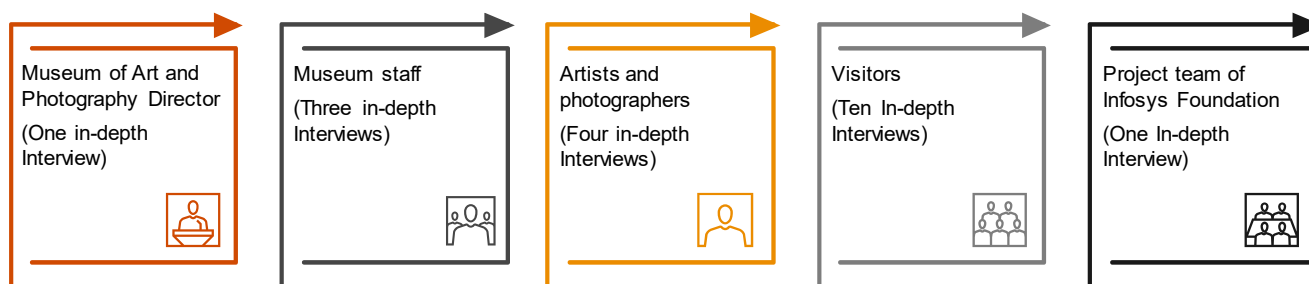 Museum of Art and
Photography Director
(One in-depth
Interview)
Museum staff
(Three in-depth
Interviews)
Artists and
photographers
(Four in-depth
Interviews)
Visitors
(Ten In-depth
Interviews)
Project team of
Infosys Foundation
(One In-depth
Interview)